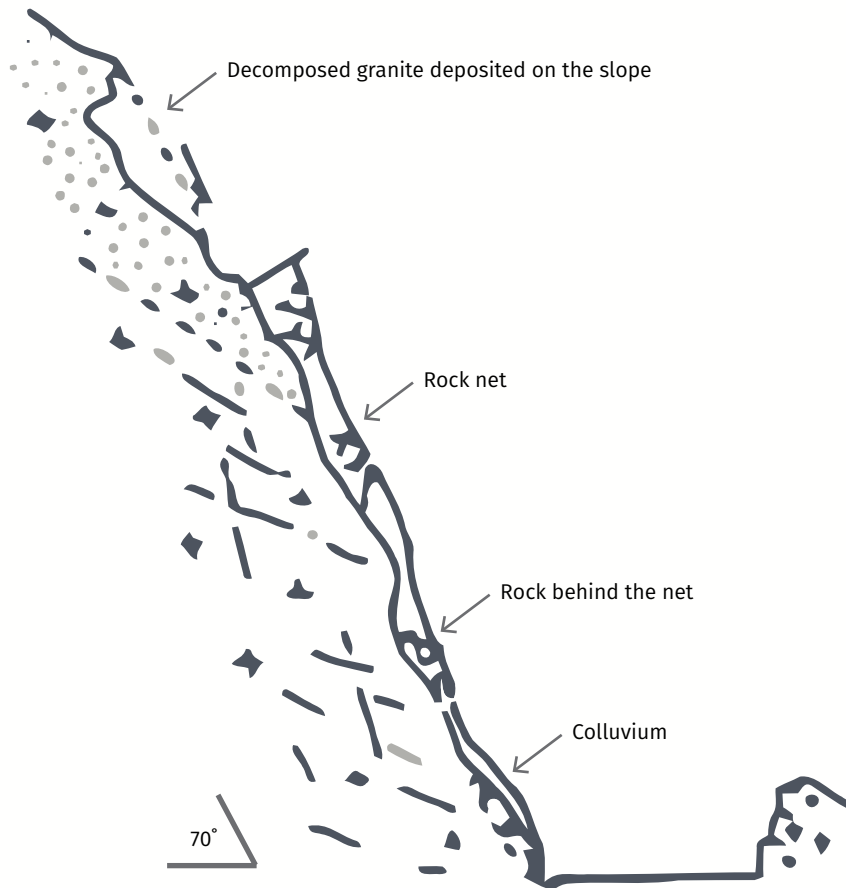 Decomposed granite deposited on the slope
Rock net
Rock behind the net
Colluvium
70˚